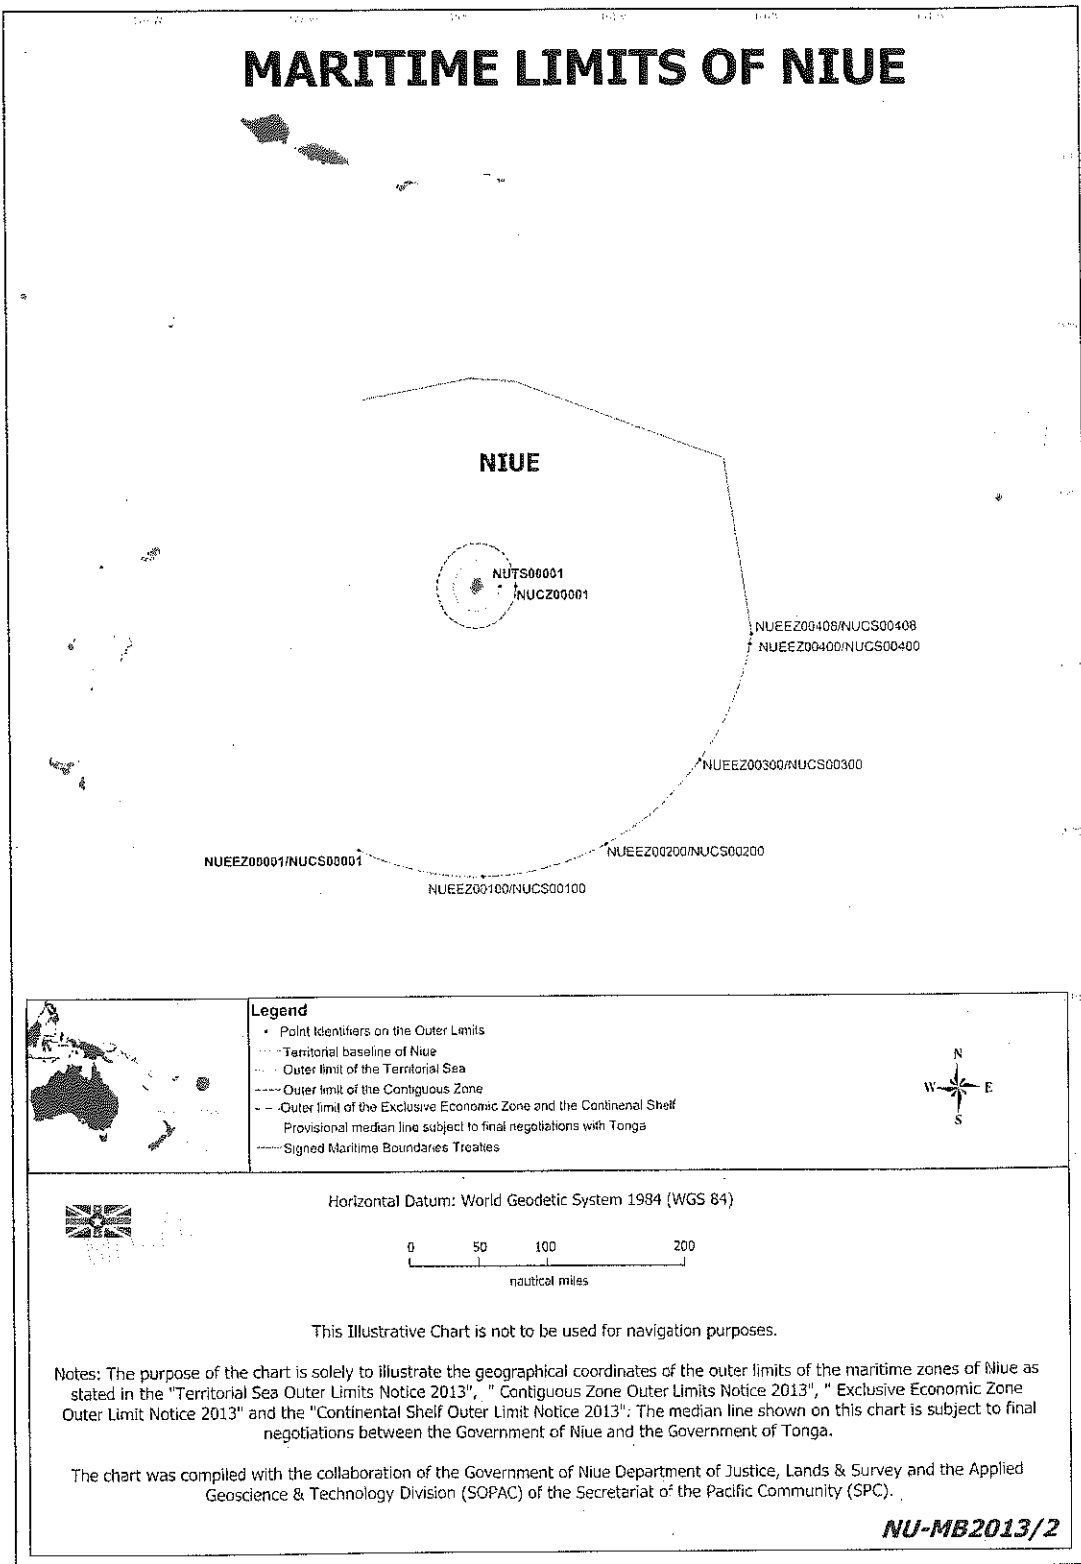 MARITIME LIMITS OF NIUE
NIUE
NUTS00001
NUCZ00001
NUEEZ00408/NUCS00408
NUEEZ00400/NUCS00400
NUEEZ00300/NUCS00300
NUEEZ00200/NUCS00200
NUEEZ00001/NUCS00001
NUEEZ00100/NUCS00100
Legend
Point Identifiers on the Outer Limits
Territorial baseline of Niue
Outer limit of the Territorial Sea
Outer limit of the Contiguous Zone
Outer limit of the Exclusive Economic Zone and the Continenal Shelf
Provisional median line subject to final negotiations with Tonga
Signed Maritime Boundaries Treaties
N
W E
S
Horizontal Datum: World Geodetic System 1984 (WGS 84)
0 50 100 200
nautical miles
This Illustrative Chart is not to be used for navigation purposes.
Notes: The purpose of the chart is solely to illustrate the geographical coordinates of the outer limits of the maritime zones of Niue as
stated in the "Territorial Sea Outer Limits Notice 2013", " Contiguous Zone Outer Limits Notice 2013", " Exclusive Economic Zone
Outer Limit Notice 2013" and the "Continental Shelf Outer Limit Notice 2013". The median line shown on this chart is subject to final
negotiations between the Government of Niue and the Government of Tonga.
The chart was compiled with the collaboration of the Government of Niue Department of Justice, Lands & Survey and the Applied
Geoscience & Technology Division (SOPAC) of the Secretariat of the Pacific Community (SPC).
NU-MB2013/2